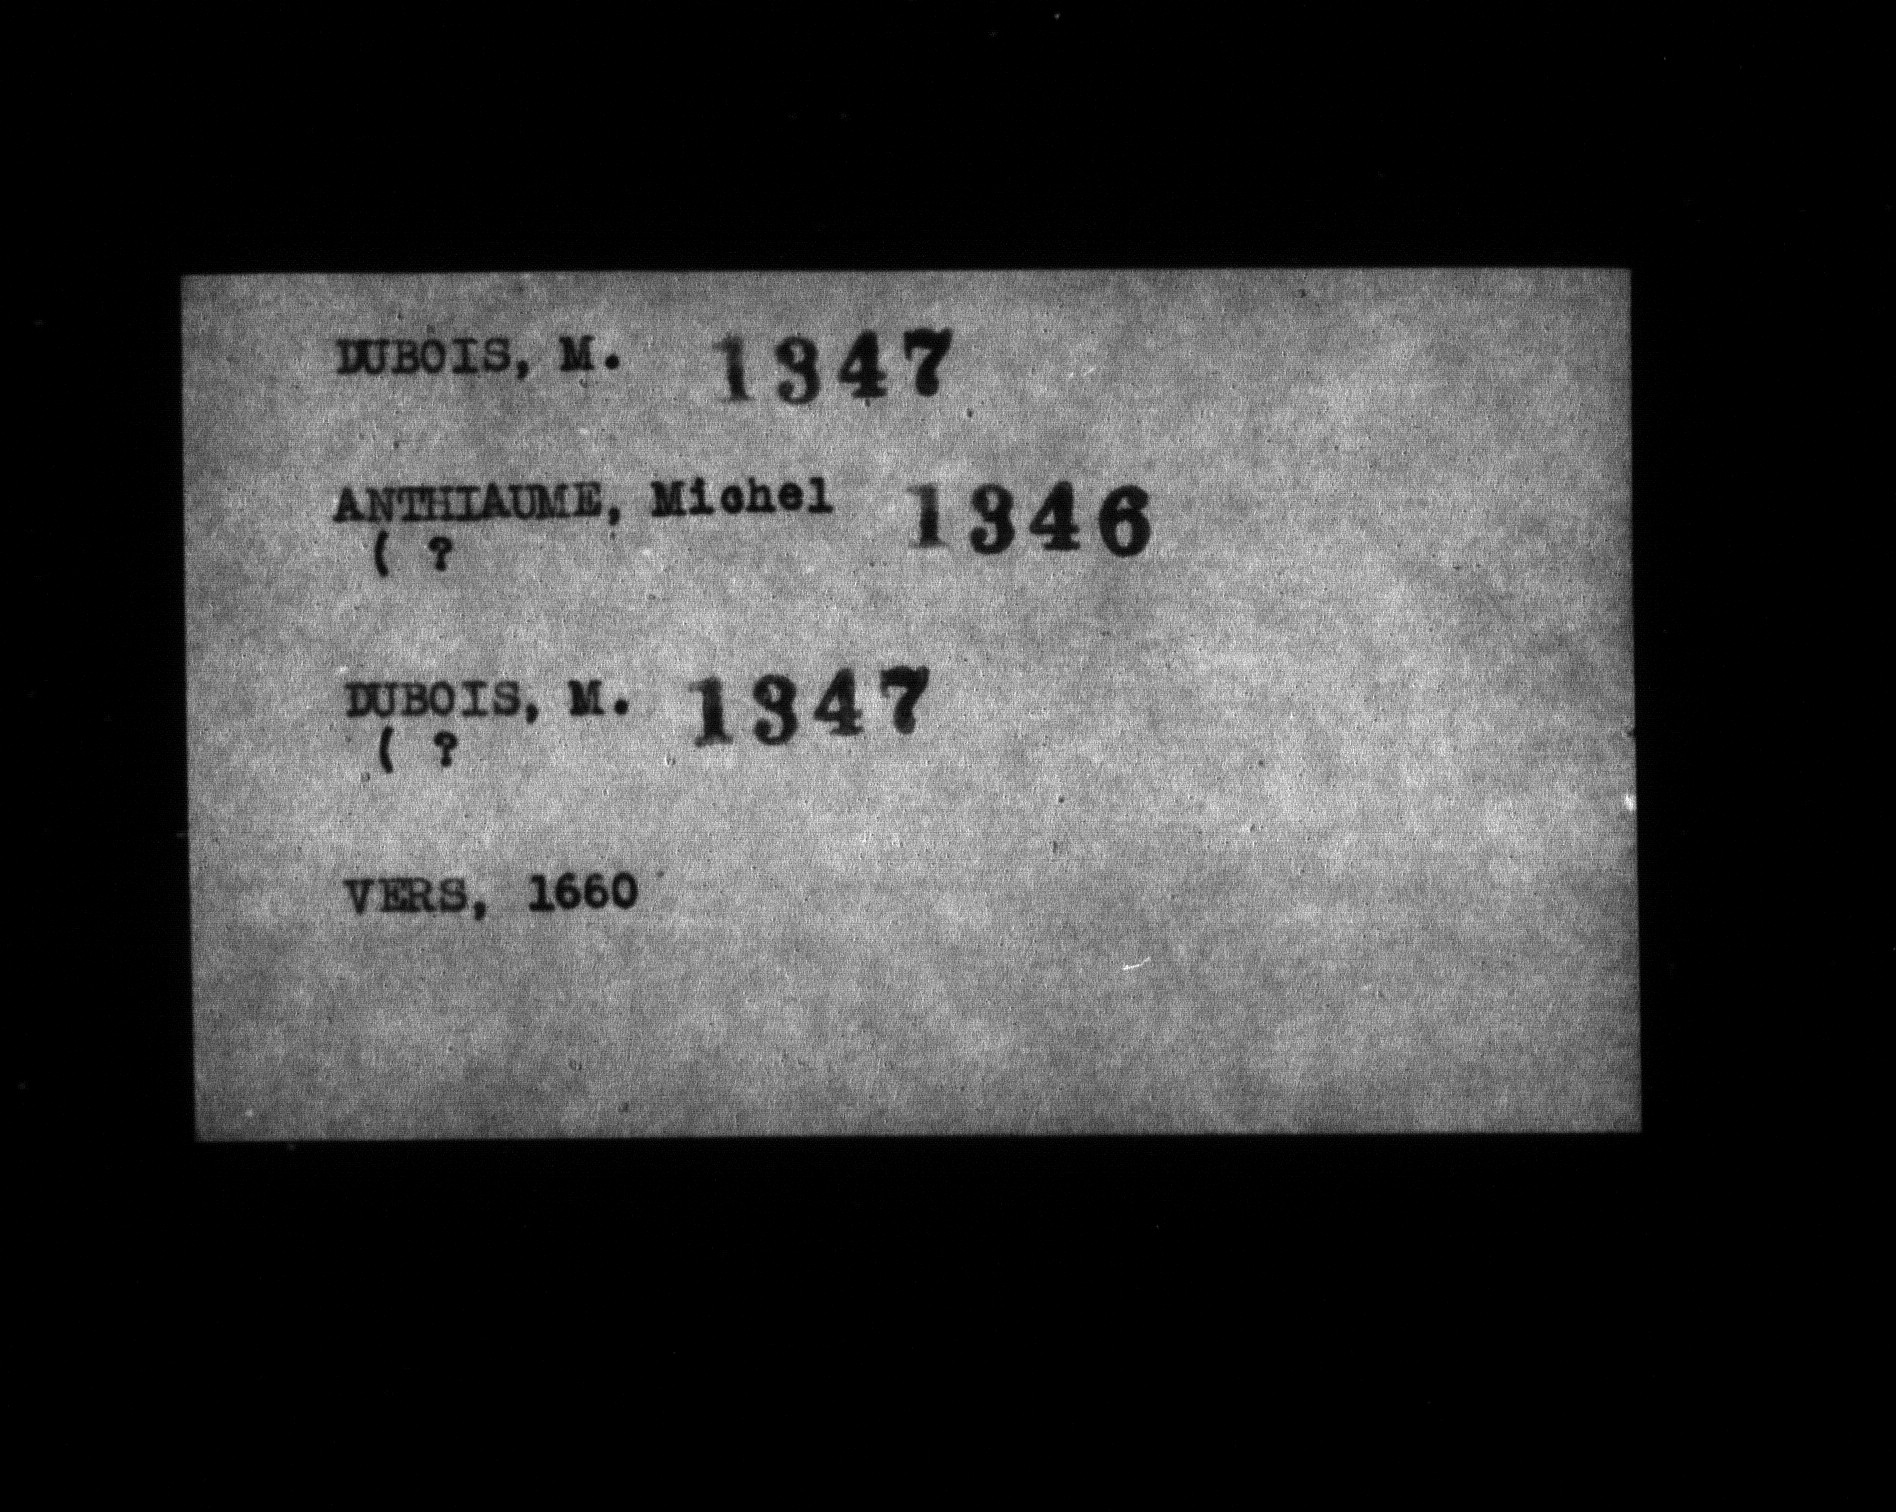 DUBOIS, M. 1347
ANTHIAUME, Michel 1346
( ?
DUBOIS, M. 1347
( ?
VERS, 1660